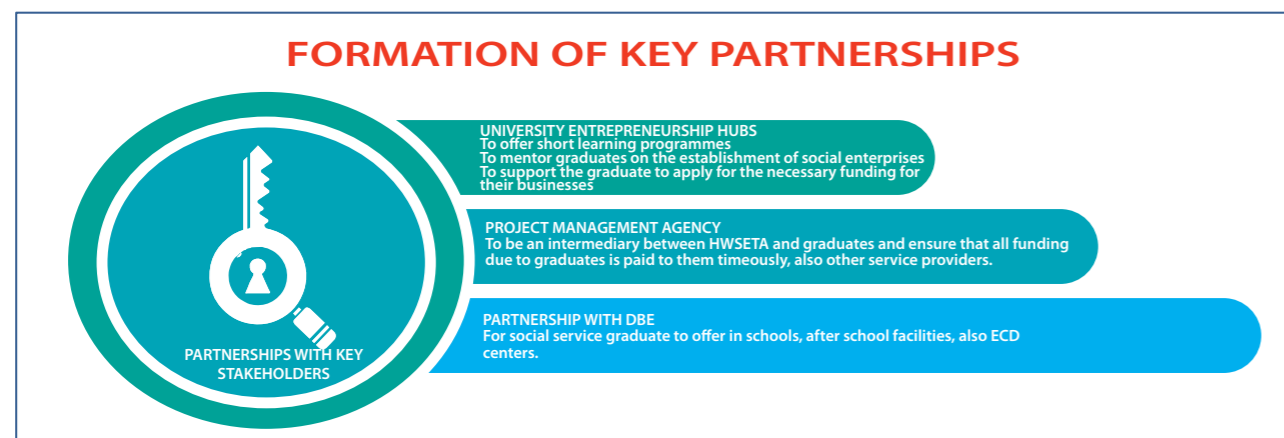 FORMATION OF KEY PARTNERSHIPS
UNIVERSITY ENTREPRENEURSHIP HUBS
To offer short learning programmes
To mentor graduates on the establishment of social enterprises
To support the graduate to apply for the necessary funding for
their businesses
PROJECT MANAGEMENT AGENCY
To be an intermediary between HWSETA and graduates and ensure that all funding
due to graduates is paid to them timeously, also other service providers.
PARTNERSHIP WITH DBE
For social service graduate to offer in schools, after school facilities, also ECD
centers.
PARTNERSHIPS WITH KEY
STAKEHOLDERS